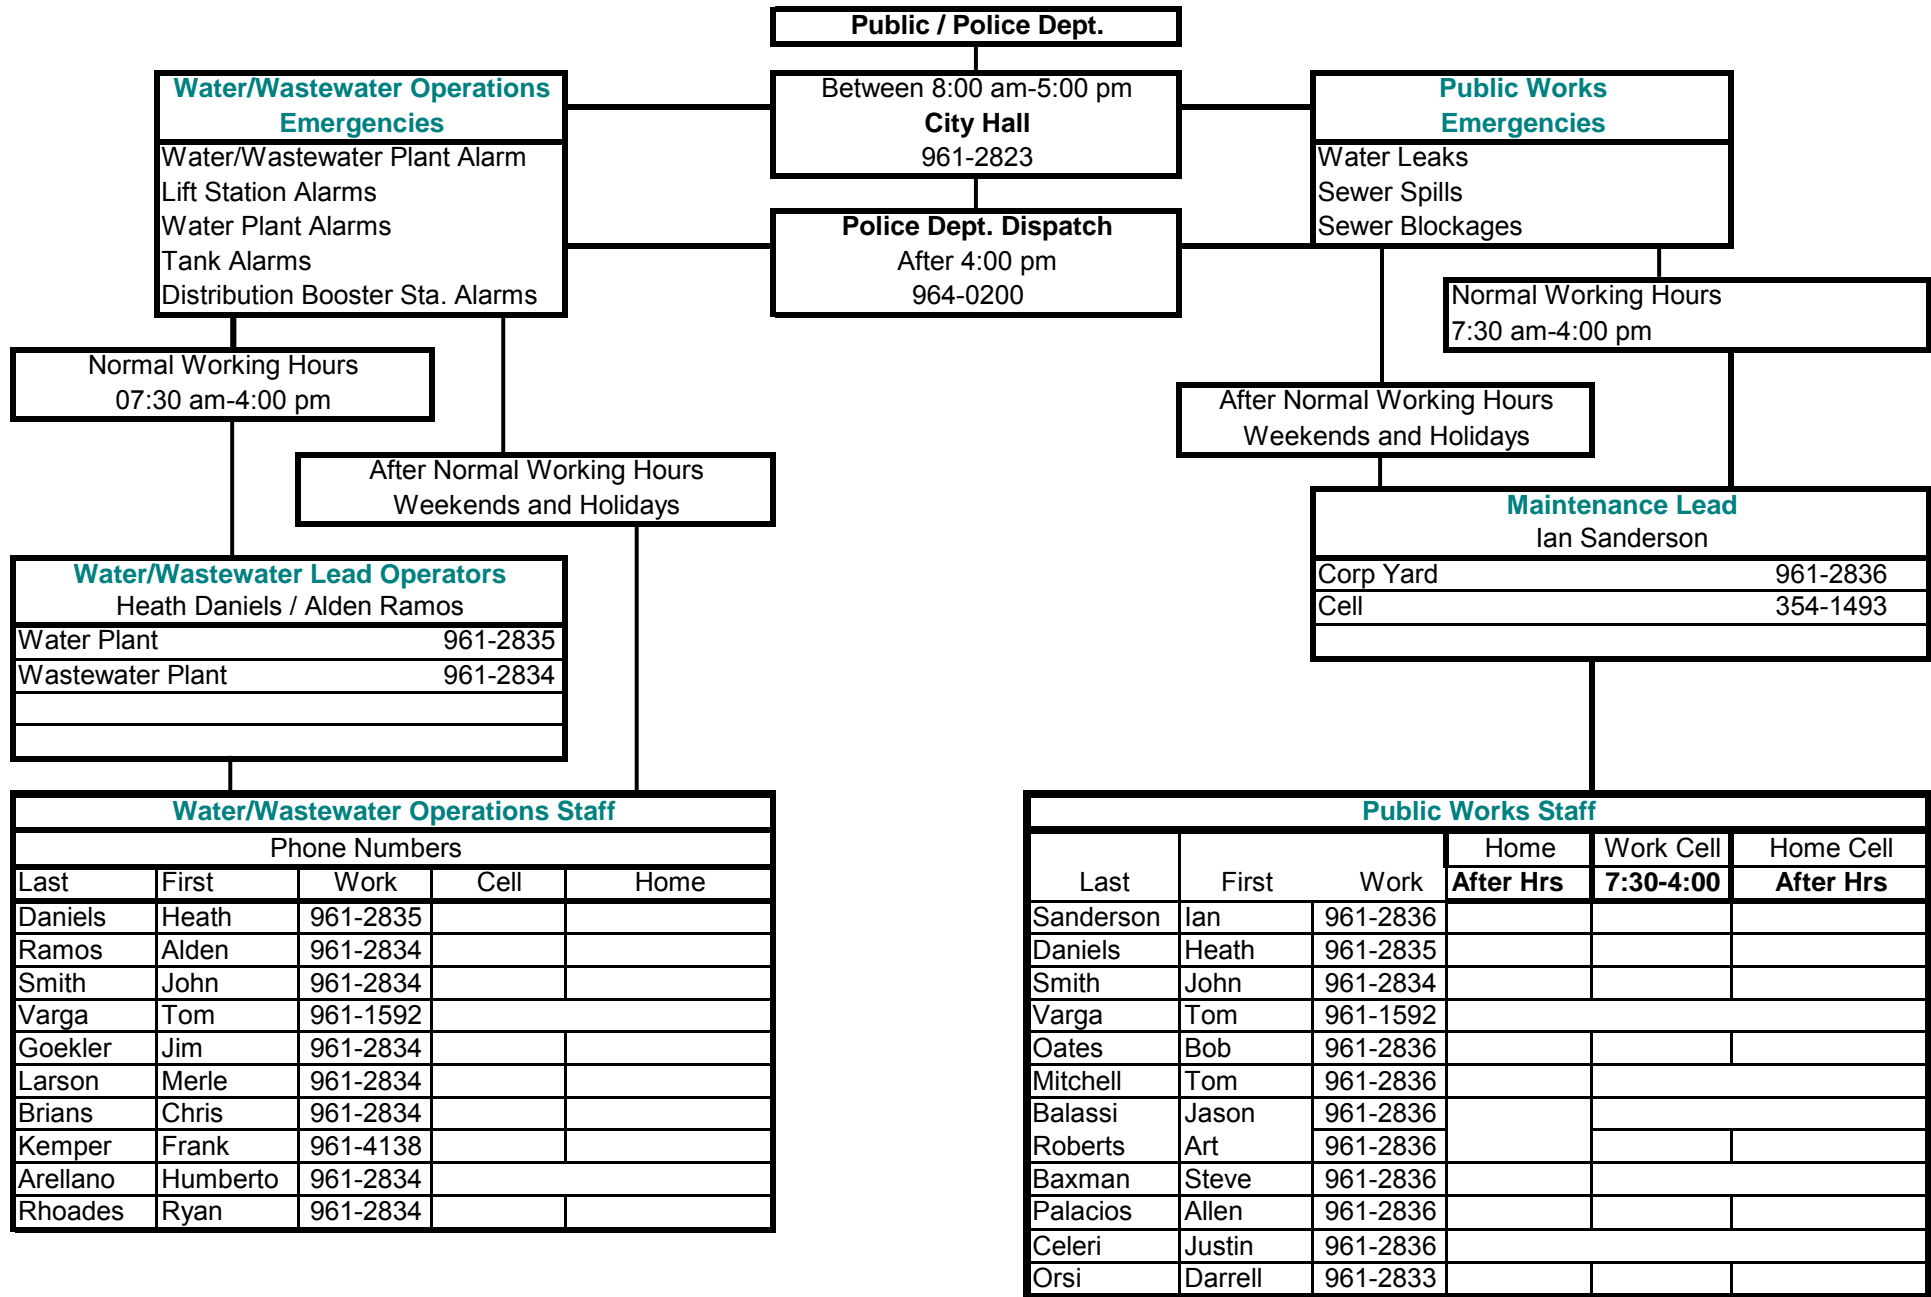 Public / Police Dept.
Water/Wastewater Operations
Emergencies
Water/Wastewater Plant Alarm
Lift Station Alarms
Water Plant Alarms
Tank Alarms
Distribution Booster Sta. Alarms
Between 8:00 am-5:00 pm
City Hall
961-2823
Police Dept. Dispatch
After 4:00 pm
964-0200
Public Works
Emergencies
Water Leaks
Sewer Spills
Sewer Blockages
Normal Working Hours
07:30 am-4:00 pm
After Normal Working Hours
Weekends and Holidays
Normal Working Hours
7:30 am-4:00 pm
After Normal Working Hours
Weekends and Holidays
Water/Wastewater Lead Operators
Heath Daniels / Alden Ramos
Water Plant 961-2835
Wastewater Plant 961-2834
Maintenance Lead
Ian Sanderson
Corp Yard 961-2836
Cell 354-1493
Water/Wastewater Operations Staff
Phone Numbers
Last First Work Cell Home
Daniels Heath 961-2835
Ramos Alden 961-2834
Smith John 961-2834
Varga Tom 961-1592
Goekler Jim 961-2834
Larson Merle 961-2834
Brians Chris 961-2834
Kemper Frank 961-4138
Arellano Humberto 961-2834
Rhoades Ryan 961-2834
Public Works Staff
Home Work Cell Home Cell
Last First Work After Hrs 7:30-4:00 After Hrs
Sanderson Ian 961-2836
Daniels Heath 961-2835
Smith John 961-2834
Varga Tom 961-1592
Oates Bob 961-2836
Mitchell Tom 961-2836
Balassi Jason 961-2836
Roberts Art 961-2836
Baxman Steve 961-2836
Palacios Allen 961-2836
Celeri Justin 961-2836
Orsi Darrell 961-2833